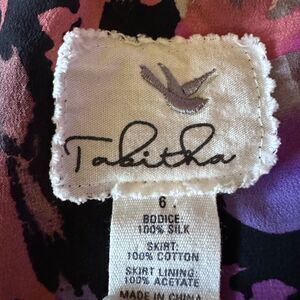 Tabitha
6
BODICE:
100% SILK
SKIRT:
100% COTTON
SKIRT LINING:
100% ACETATE
MADE IN CHINA